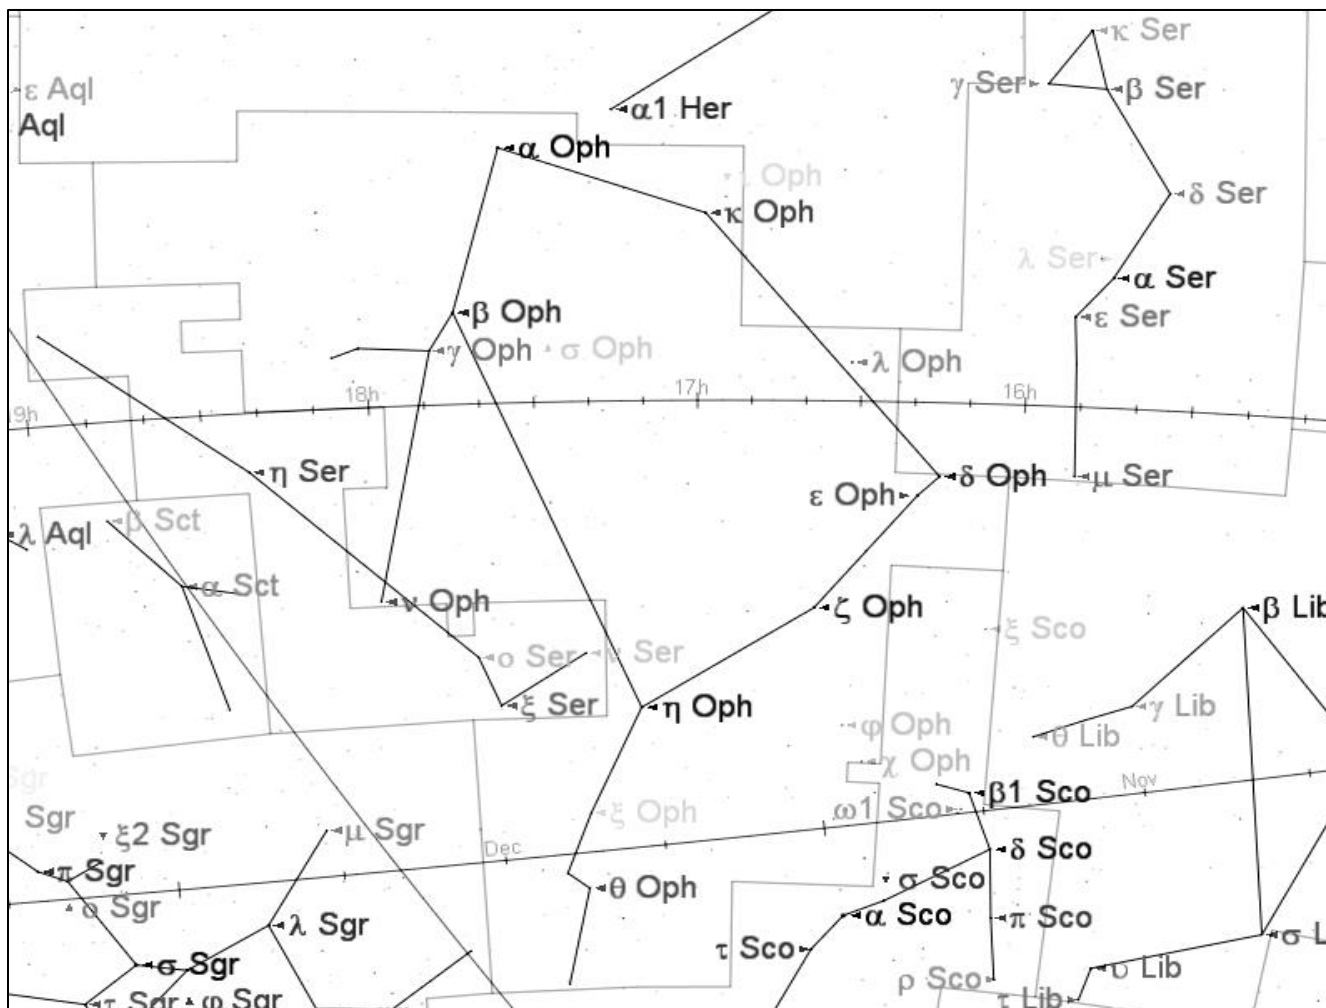 κ Ser
γ Ser
β Ser
ε Aql
α1 Her
Aql
α Oph
ι Oph
δ Ser
κ Oph
λ Ser
α Ser
β Oph
ε Ser
γ Oph
σ Oph
λ Oph
18h
17h
16h
19h
η Ser
δ Oph
μ Ser
ε Oph
β Sct
λ Aql
α Sct
ν Oph
ζ Oph
β Lib
ξ Sco
ο Ser
ν Ser
ξ Ser
η Oph
γ Lib
φ Oph
θ Lib
χ Oph
Sgr
Nov
β1 Sco
ω1 Sco
Sgr
ξ Oph
ξ2 Sgr
μ Sgr
Dec
δ Sco
π Sgr
σ Sco
θ Oph
ο Sgr
α Sco
π Sco
λ Sgr
τ Sco
σ L
σ Sgr
υ Lib
ρ Sco
τ Sgr
φ Sgr
τ Lib